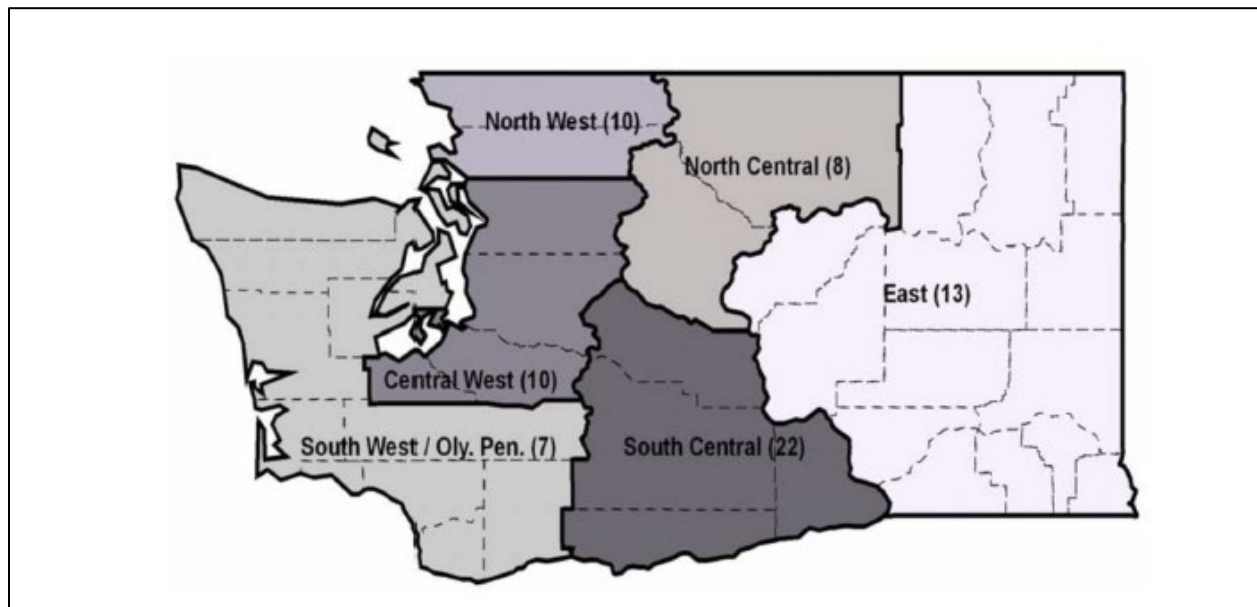 North West (10)
North Central (8)
East (13)
Central West (10)
South West / Oly. Pen. (7)
South Central (22)